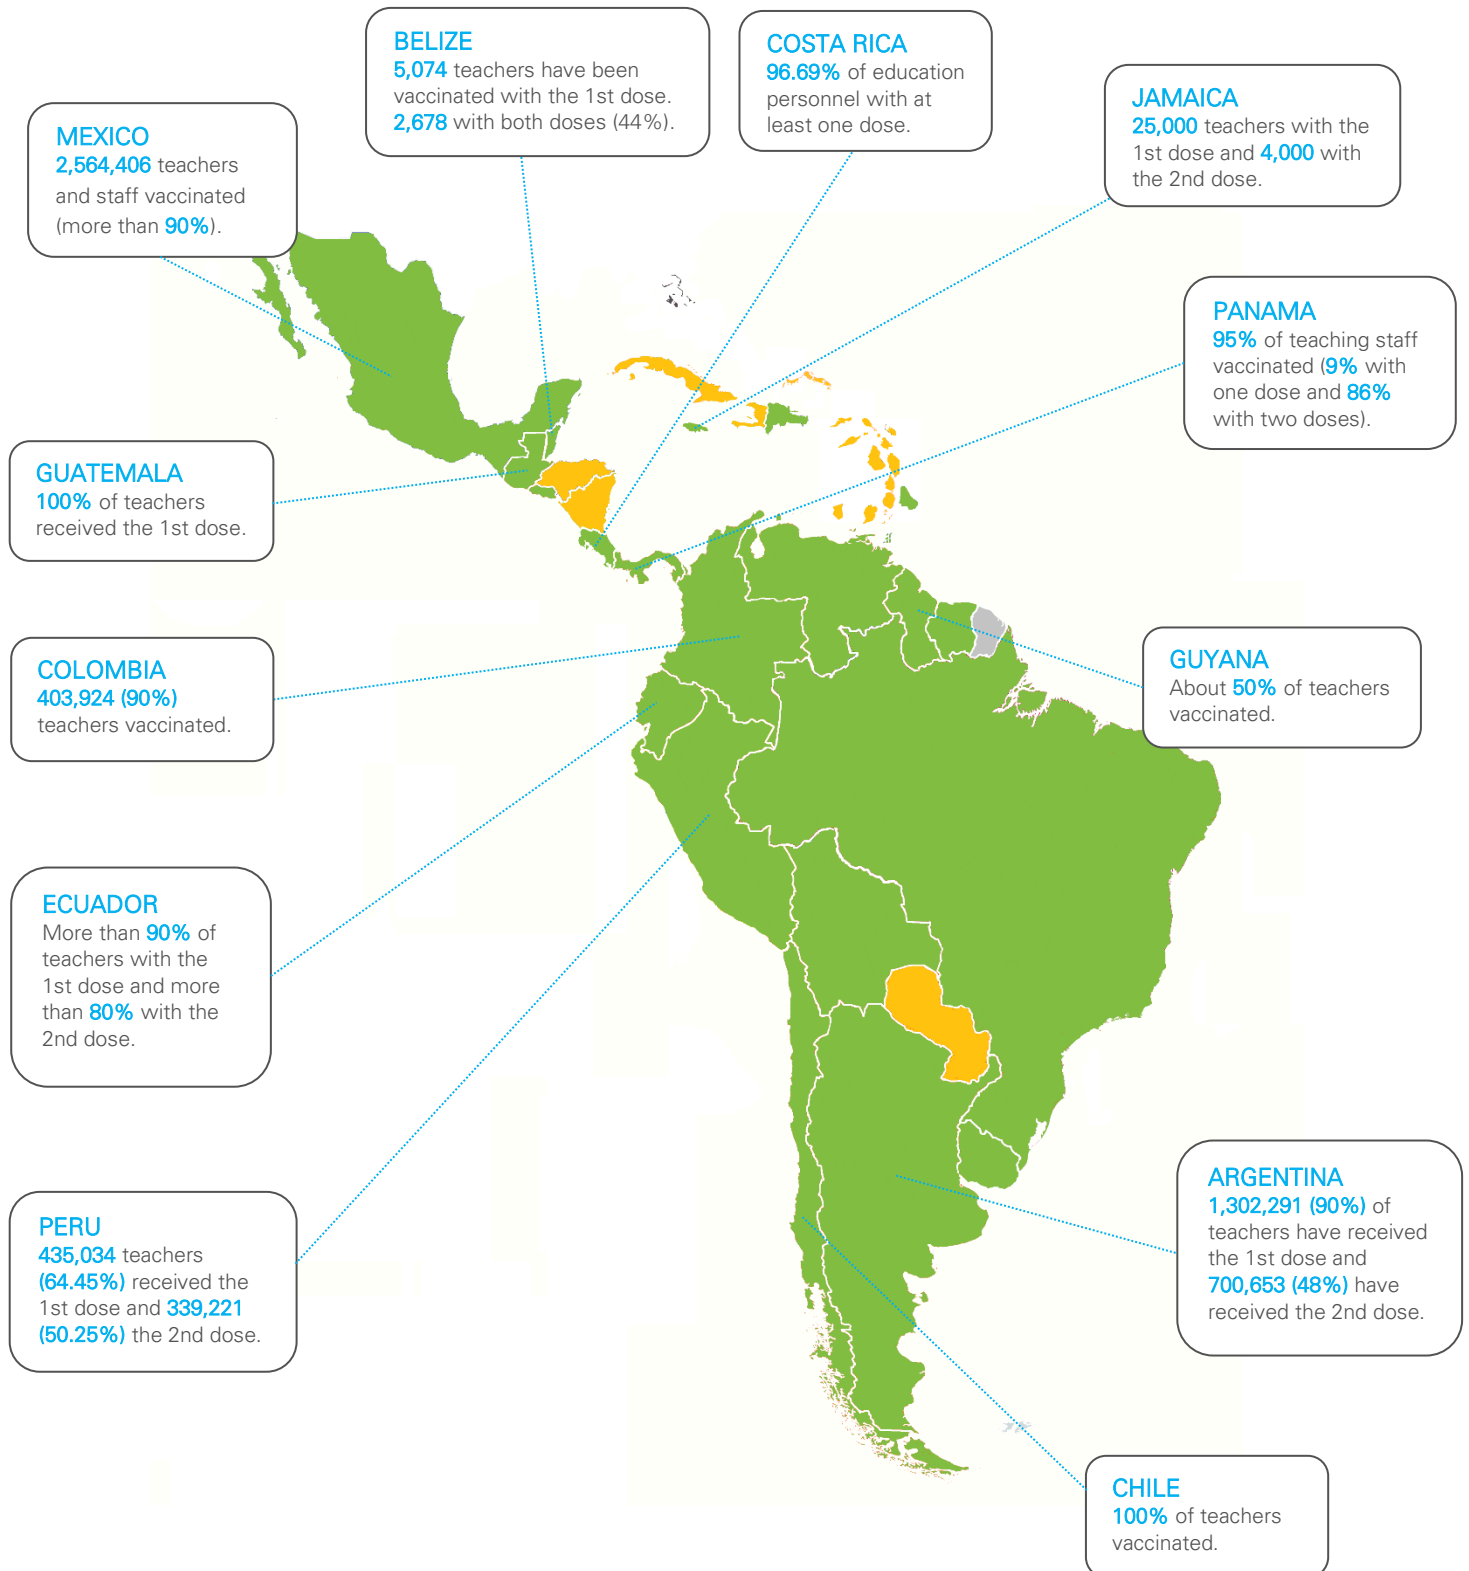 BELIZE
5,074 teachers have been
vaccinated with the 1st dose.
2,678 with both doses (44%).
COSTA RICA
96.69% of education
personnel with at
least one dose.
JAMAICA
25,000 teachers with the
1st dose and 4,000 with
the 2nd dose.
MEXICO
2,564,406 teachers
and staff vaccinated
(more than 90%).
PANAMA
95% of teaching staff
vaccinated (9% with
one dose and 86%
with two doses).
GUATEMALA
100% of teachers
received the 1st dose.
COLOMBIA
403,924 (90%)
teachers vaccinated.
GUYANA
About 50% of teachers
vaccinated.
ECUADOR
More than 90% of
teachers with the
1st dose and more
than 80% with the
2nd dose.
PERU
435,034 teachers
(64.45%) received the
1st dose and 339,221
(50.25%) the 2nd dose.
ARGENTINA
1,302,291 (90%) of
teachers have received
the 1st dose and
700,653 (48%) have
received the 2nd dose.
CHILE
100% of teachers
vaccinated.